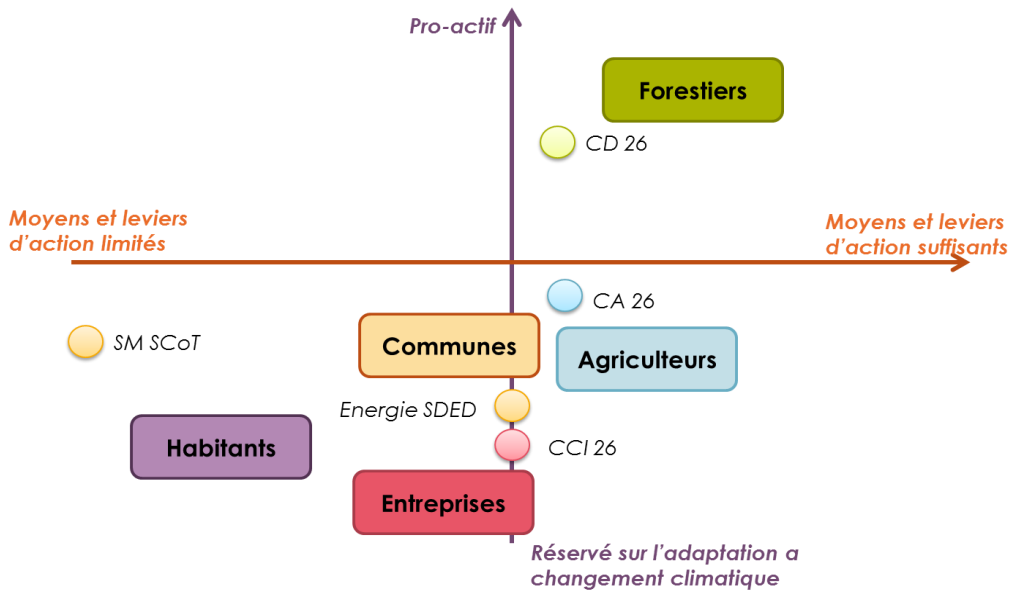 Pro-actif
Forestiers
CD 26
Moyens et leviers
d'action limités
Moyens et leviers
d'action suffisants
CA 26
SM SCoT
Communes
Agriculteurs
Energie SDED
Habitants
CCI 26
Entreprises
Réservé sur l'adaptation a
changement climatique